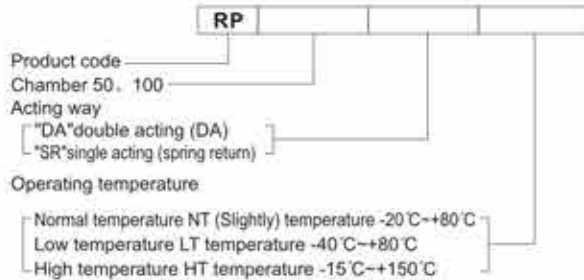 RP
Product code
Chamber 50、100
Acting way
"DA"double acting (DA)
"SR"single acting (spring return)
Operating temperature
Normal temperature NT (Slightly) temperature -20℃~+80℃
Low temperature LT temperature -40℃~+80℃
High temperature HT temperature -15℃~+150℃